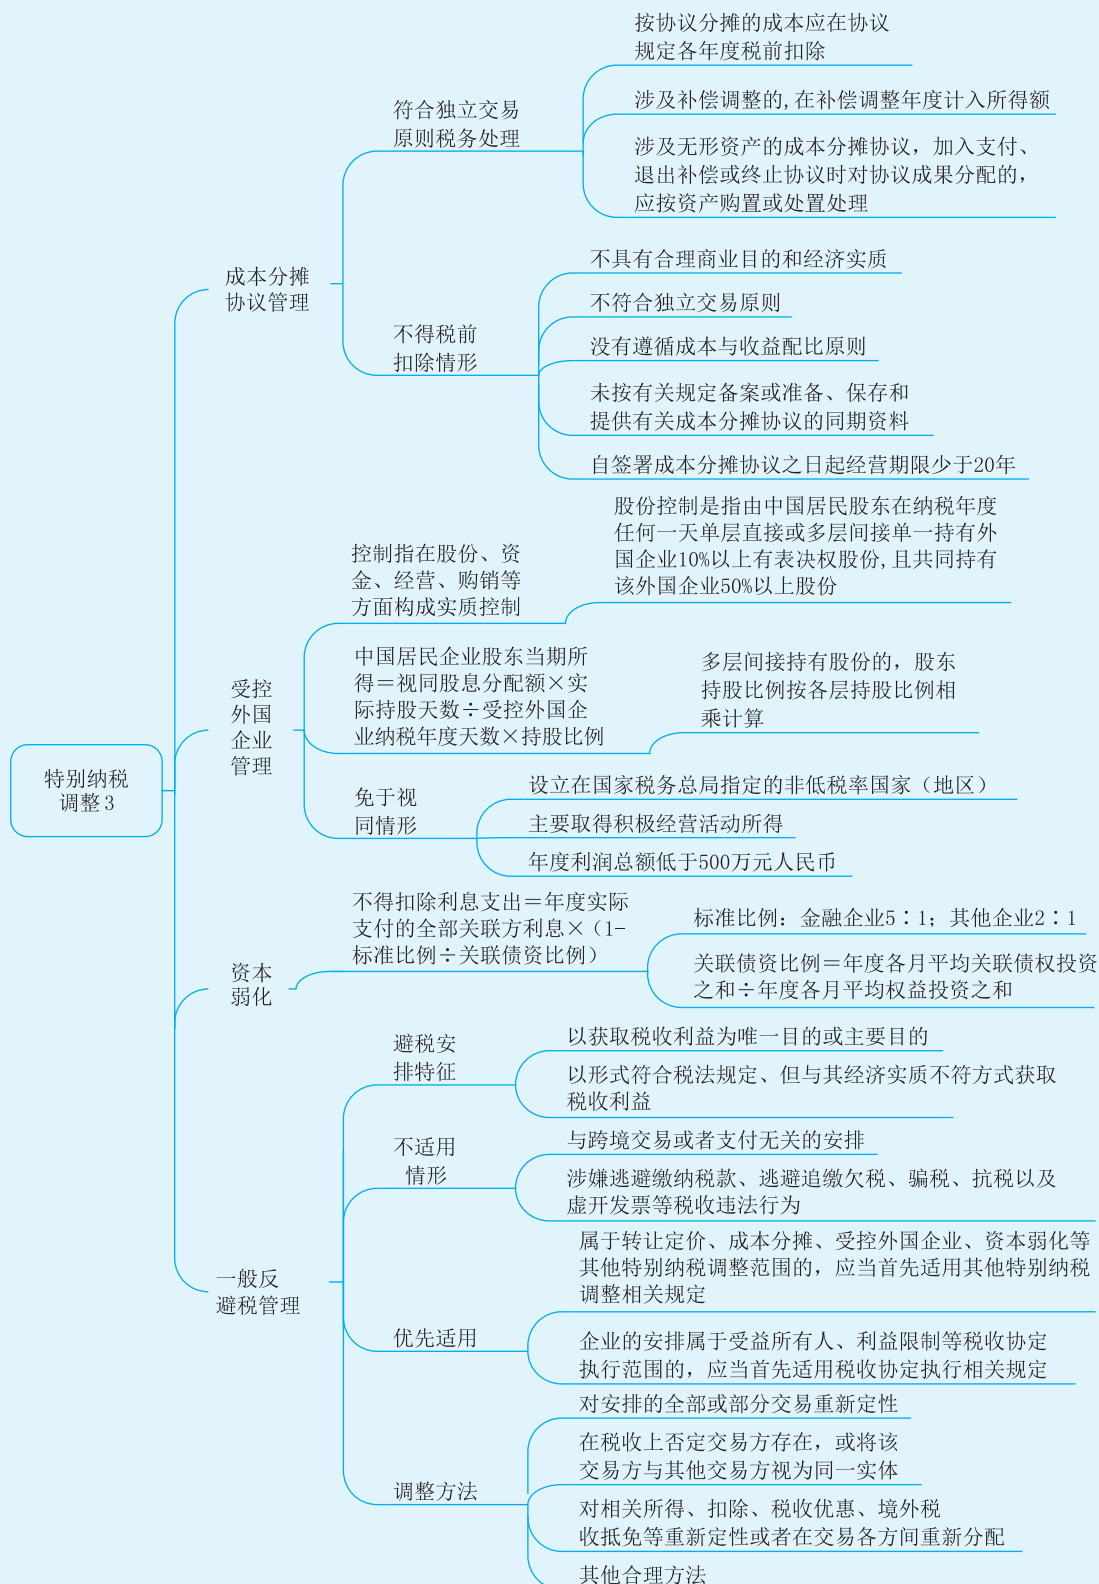 特别纳税
调整3
成本分摊
协议管理
符合独立交易
原则税务处理
按协议分摊的成本应在协议
规定各年度税前扣除
涉及补偿调整的,在补偿调整年度计入所得额
涉及无形资产的成本分摊协议，加入支付、
退出补偿或终止协议时对协议成果分配的，
应按资产购置或处置处理
不得税前
扣除情形
不具有合理商业目的和经济实质
不符合独立交易原则
没有遵循成本与收益配比原则
未按有关规定备案或准备、保存和
提供有关成本分摊协议的同期资料
自签署成本分摊协议之日起经营期限少于20年
受控
外国
企业
管理
控制指在股份、资
金、经营、购销等
方面构成实质控制
股份控制是指由中国居民股东在纳税年度
任何一天单层直接或多层间接单一持有外
国企业10%以上有表决权股份,且共同持有
该外国企业50%以上股份
中国居民企业股东当期所
得＝视同股息分配额×实
际持股天数÷受控外国企
业纳税年度天数×持股比例
多层间接持有股份的，股东
持股比例按各层持股比例相
乘计算
免于视
同情形
设立在国家税务总局指定的非低税率国家（地区）
主要取得积极经营活动所得
年度利润总额低于500万元人民币
资本
弱化
不得扣除利息支出＝年度实际
支付的全部关联方利息×（1-
标准比例÷关联债资比例）
标准比例：金融企业5∶1；其他企业2∶1
关联债资比例＝年度各月平均关联债权投资
之和÷年度各月平均权益投资之和
一般反
避税管理
避税安
排特征
以获取税收利益为唯一目的或主要目的
以形式符合税法规定、但与其经济实质不符方式获取
税收利益
不适用
情形
与跨境交易或者支付无关的安排
涉嫌逃避缴纳税款、逃避追缴欠税、骗税、抗税以及
虚开发票等税收违法行为
优先适用
属于转让定价、成本分摊、受控外国企业、资本弱化等
其他特别纳税调整范围的，应当首先适用其他特别纳税
调整相关规定
企业的安排属于受益所有人、利益限制等税收协定
执行范围的，应当首先适用税收协定执行相关规定
调整方法
对安排的全部或部分交易重新定性
在税收上否定交易方存在，或将该
交易方与其他交易方视为同一实体
对相关所得、扣除、税收优惠、境外税
收抵免等重新定性或者在交易各方间重新分配
其他合理方法